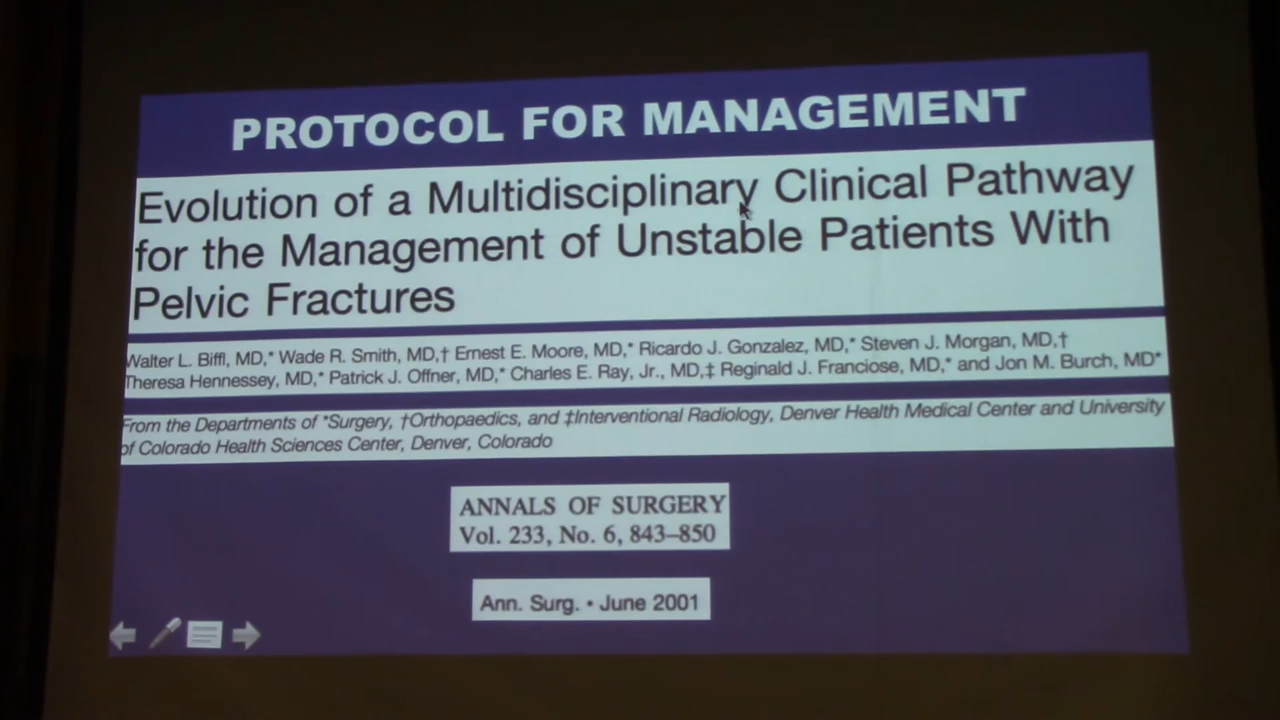 PROTOCOL FOR MANAGEMENT
Evolution of a Multidisciplinary Clinical Pathway
for the Management of Unstable Patients With
Pelvic Fractures
Walter L. Biffl, MD,* Wade R. Smith, MD,† Ernest E. Moore, MD,* Ricardo J. Gonzalez, MD,* Steven J. Morgan, MD,†
Theresa Hennessey, MD,* Patrick J. Offner, MD,* Charles E. Ray, Jr., MD,‡ Reginald J. Franciose, MD,* and Jon M. Burch, MD*
From the Departments of *Surgery, †Orthopaedics, and ‡Interventional Radiology, Denver Health Medical Center and University
of Colorado Health Sciences Center, Denver, Colorado
ANNALS OF SURGERY
Vol. 233, No. 6, 843–850
Ann. Surg. • June 2001